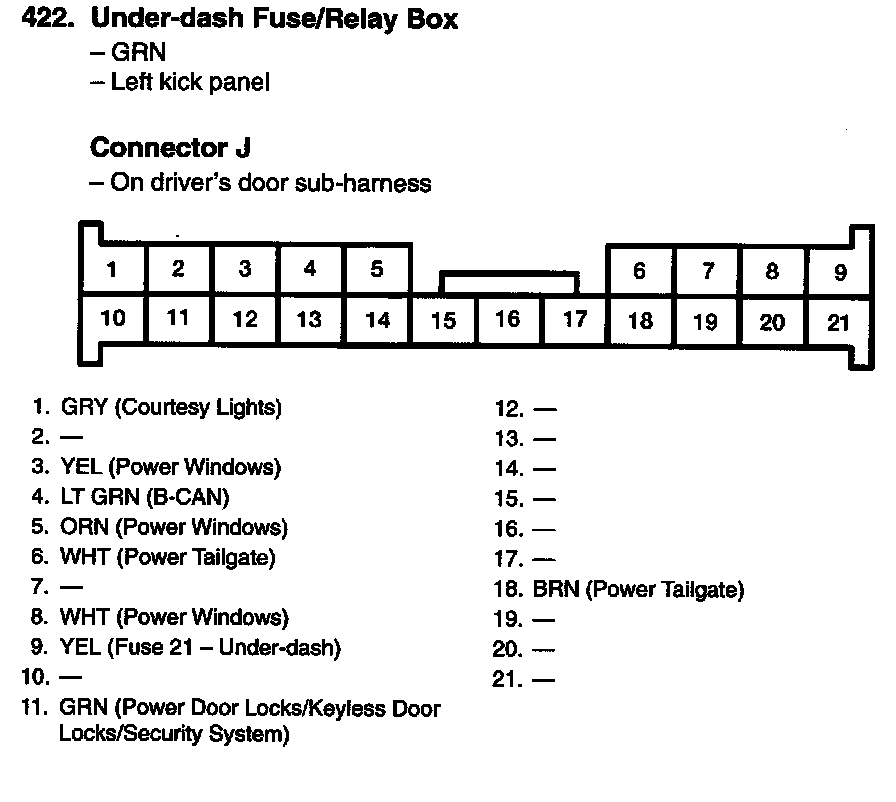 422. Under-dash Fuse/Relay Box
– GRN
– Left kick panel
Connector J
– On driver's door sub-harness
1 2 3 4 5 6 7 8 9
10 11 12 13 14 15 16 17 18 19 20 21
1. GRY (Courtesy Lights)
2. —
3. YEL (Power Windows)
4. LT GRN (B-CAN)
5. ORN (Power Windows)
6. WHT (Power Tailgate)
7. —
8. WHT (Power Windows)
9. YEL (Fuse 21 – Under-dash)
10. —
11. GRN (Power Door Locks/Keyless Door
Locks/Security System)
12. —
13. —
14. —
15. —
16. —
17. —
18. BRN (Power Tailgate)
19. —
20. —
21. —